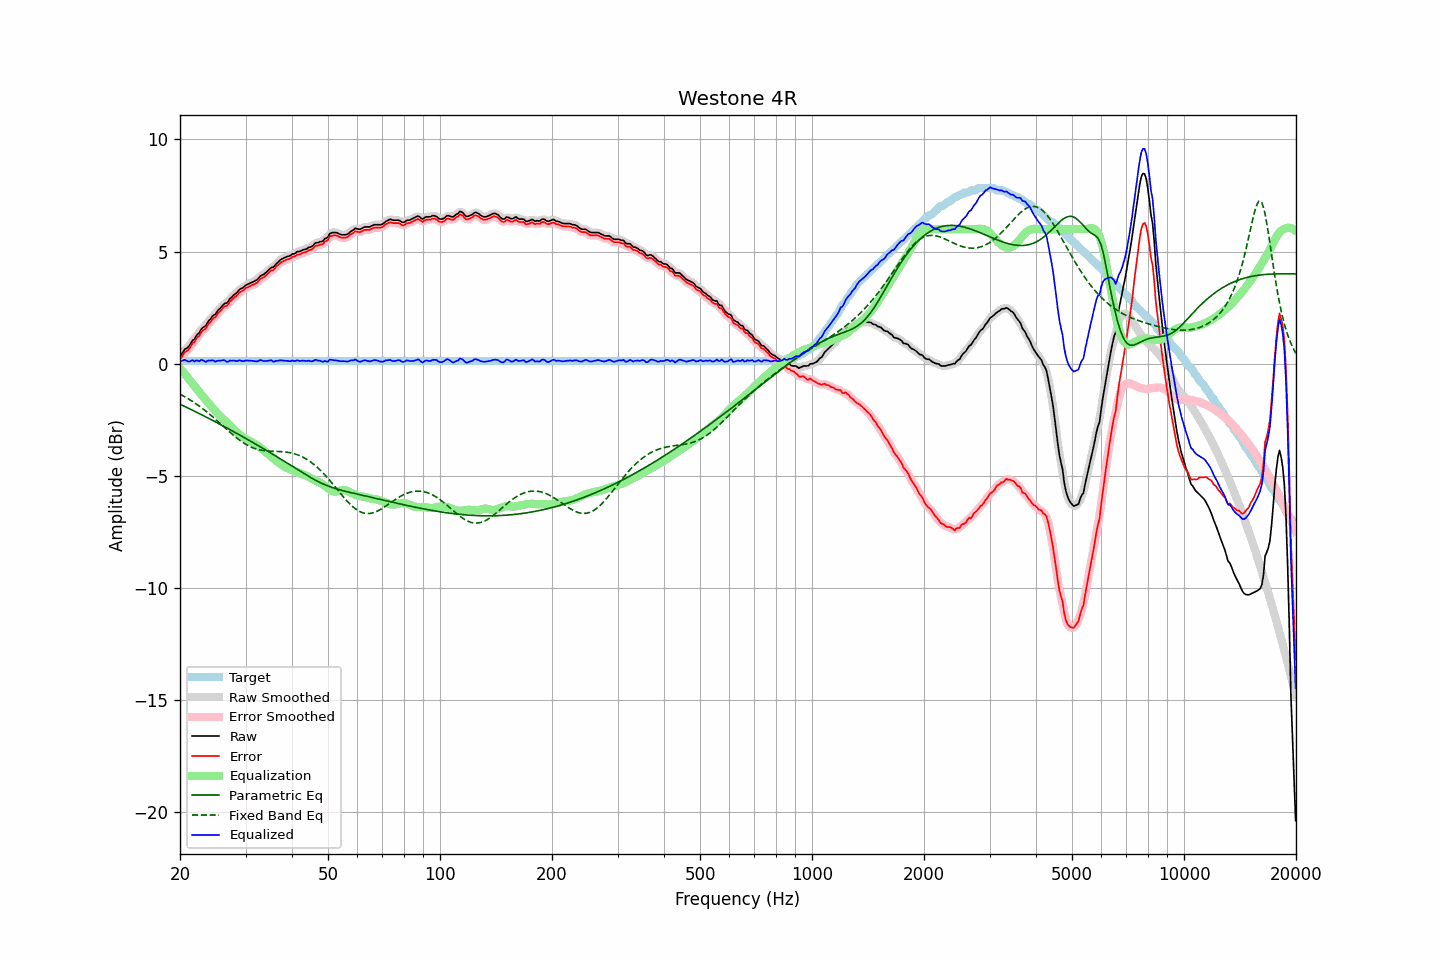 Westone 4R
10
5
0
−5
−10
−15
−20
Amplitude (dBr)
Target
Raw Smoothed
Error Smoothed
Raw
Error
Equalization
Parametric Eq
Fixed Band Eq
Equalized
20 50 100 200 500 1000 2000 5000 10000 20000
Frequency (Hz)